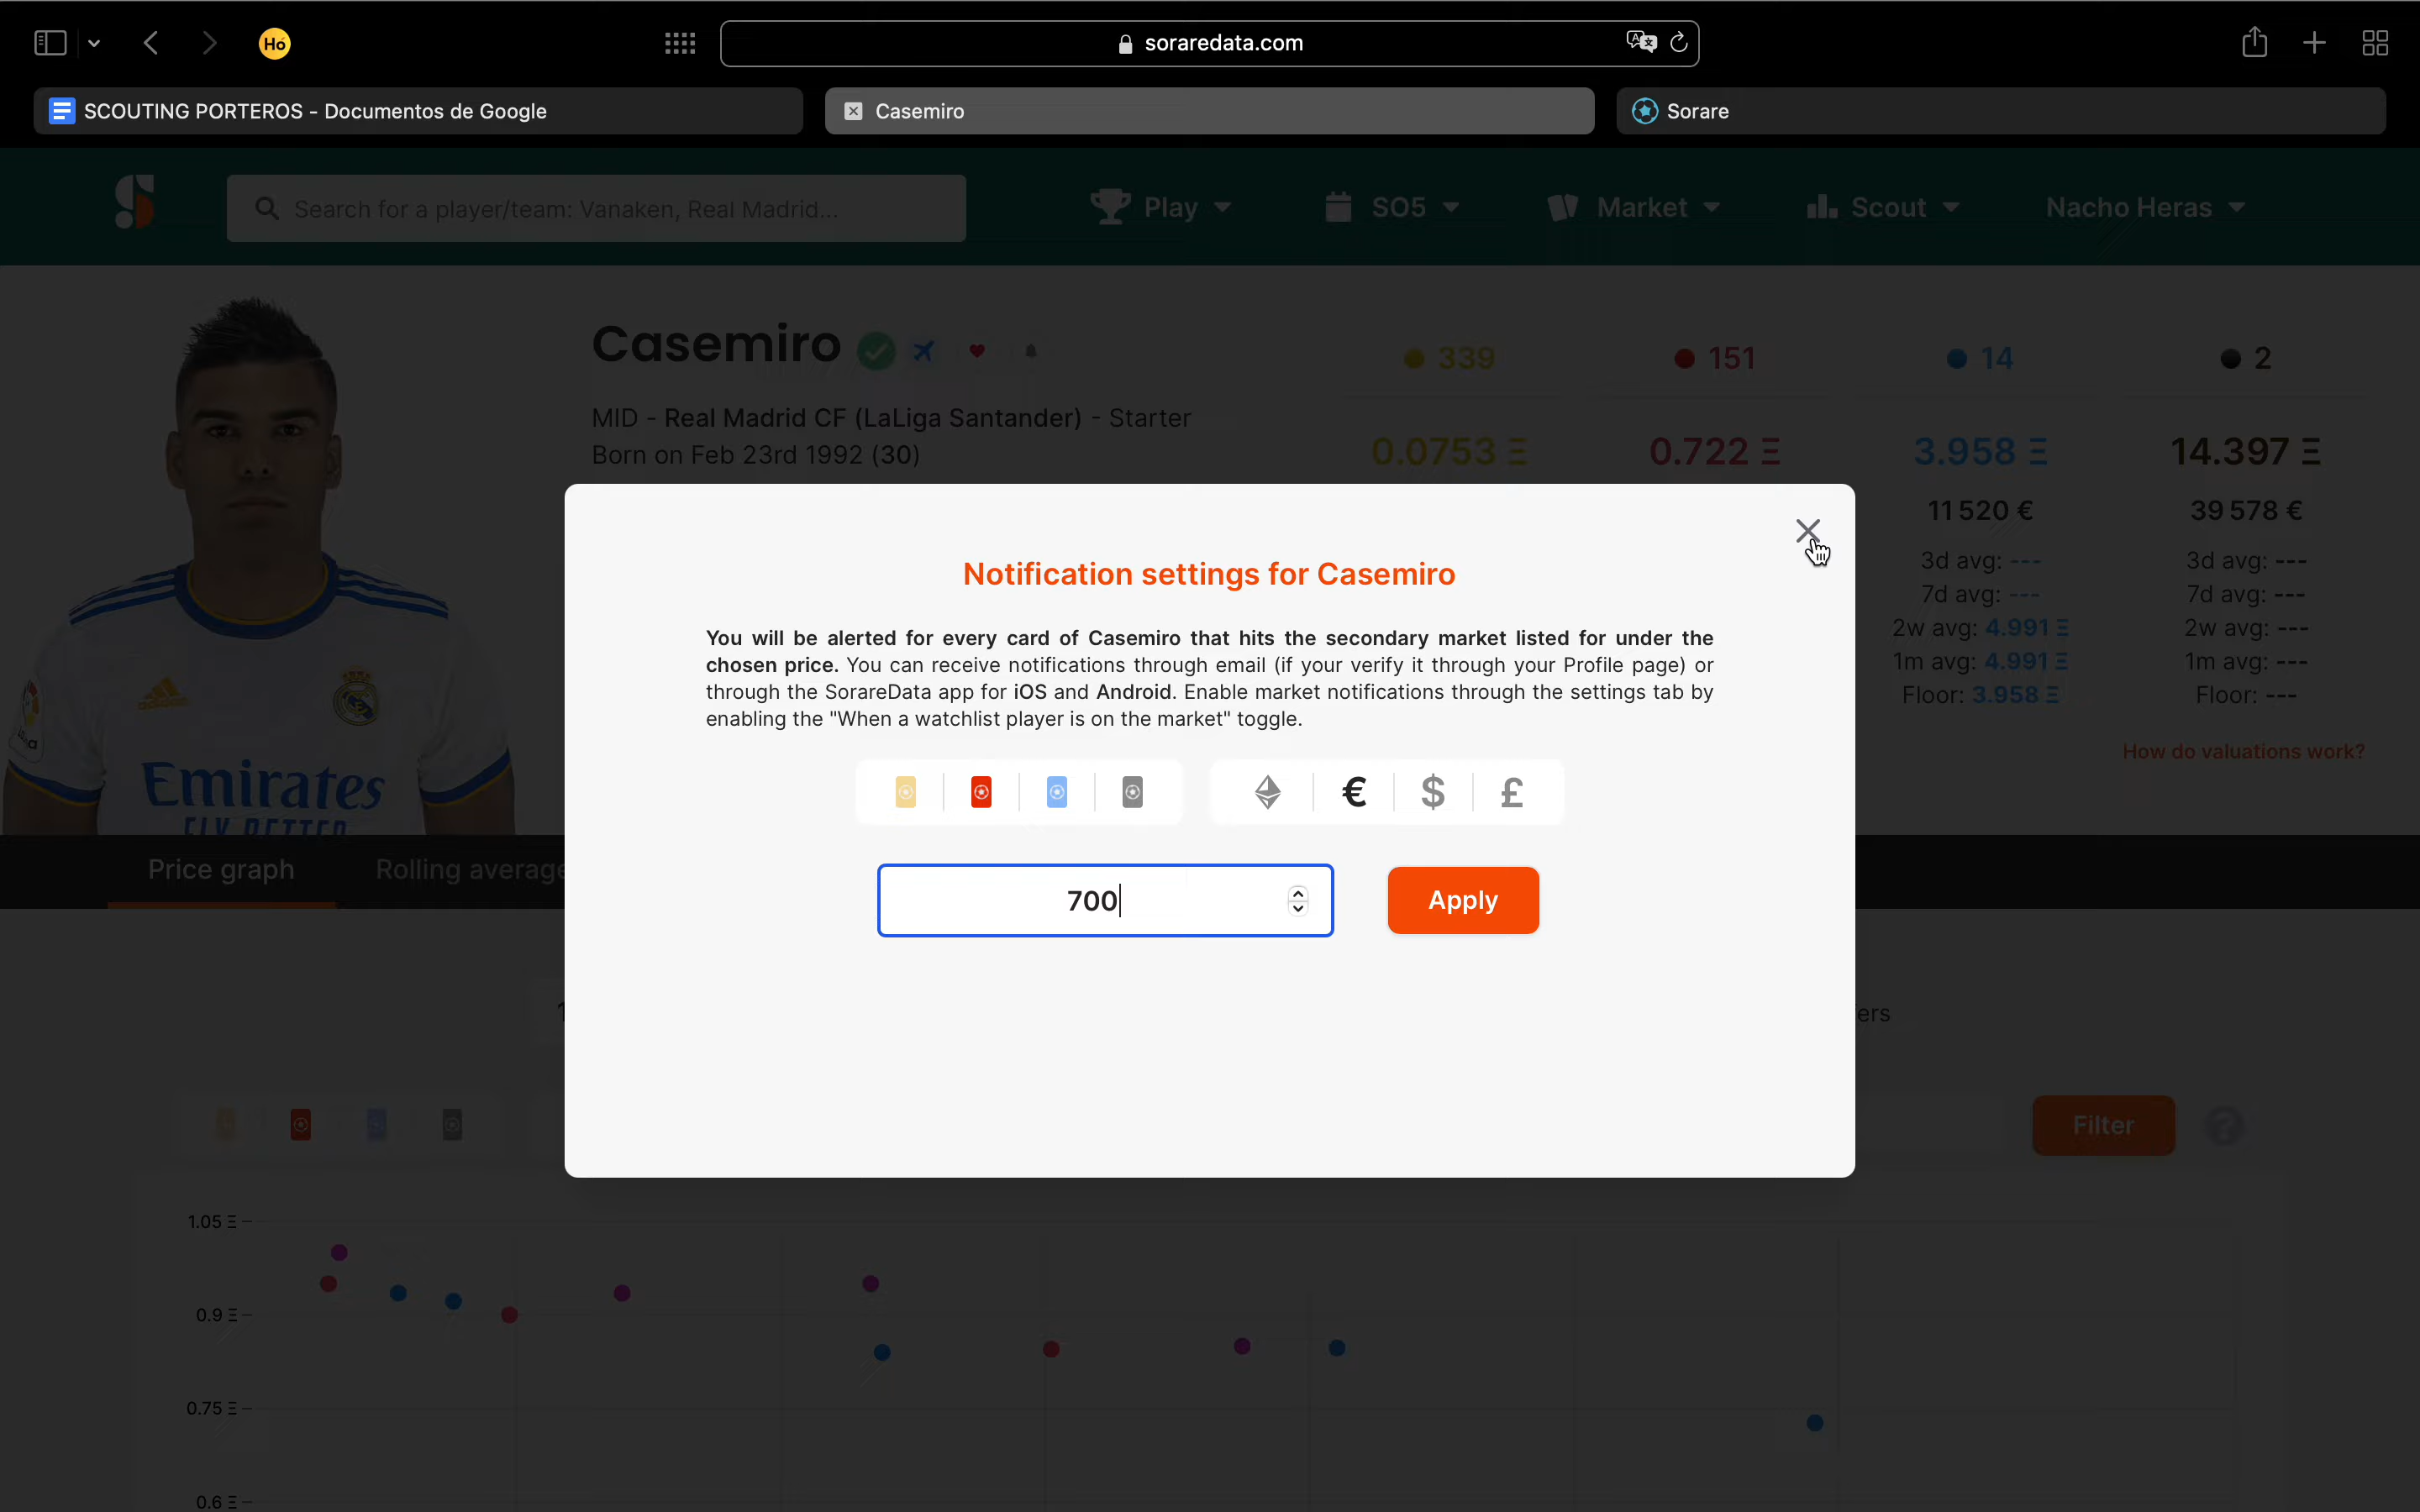 Hó
soraredata.com
SCOUTING PORTEROS - Documentos de Google
Casemiro
Sorare
Search for a player/team: Vanaken, Real Madrid...
Play
SO5
Market
Scout
Nacho Heras
Casemiro
339
151
14
2
MID - Real Madrid CF (LaLiga Santander) - Starter
Born on Feb 23rd 1992 (30)
0.0753 Ξ
0.722 Ξ
3.958 Ξ
14.397 Ξ
11 520 €
39 578 €
3d avg: ---
3d avg: ---
7d avg: ---
7d avg: ---
2w avg: 4.991 Ξ
2w avg: ---
1m avg: 4.991 Ξ
1m avg: ---
Floor: 3.958 Ξ
Floor: ---
How do valuations work?
Notification settings for Casemiro
You will be alerted for every card of Casemiro that hits the secondary market listed for under the
chosen price. You can receive notifications through email (if your verify it through your Profile page) or
through the SorareData app for iOS and Android. Enable market notifications through the settings tab by
enabling the "When a watchlist player is on the market" toggle.
€
$
£
700
Apply
Emirates
FLY BETTER
Price graph
Rolling average
ers
Filter
?
1.05 Ξ
0.9 Ξ
0.75 Ξ
0.6 Ξ